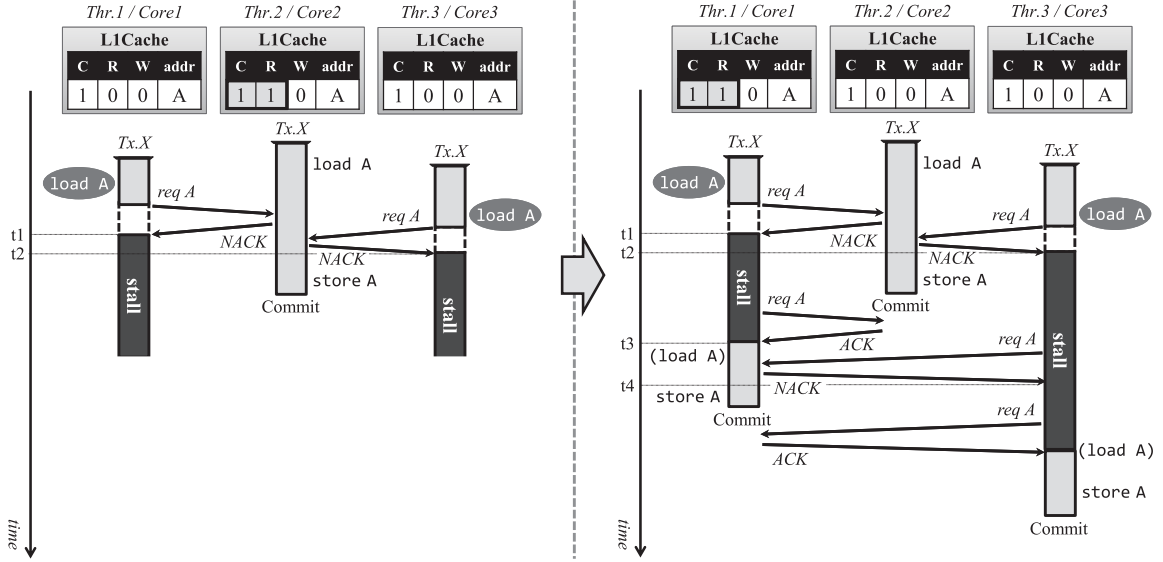 Thr.1 / Core1 Thr.2 / Core2 Thr.3 / Core3
L1Cache L1Cache L1Cache
C R W addr C R W addr C R W addr
1 0 0 A 1 1 0 A 1 0 0 A
Tx.X Tx.X Tx.X
load A
load A req A req A load A
t1 NACK
t2 NACK
stall store A stall
Commit
time
Thr.1 / Core1 Thr.2 / Core2 Thr.3 / Core3
L1Cache L1Cache L1Cache
C R W addr C R W addr C R W addr
1 1 0 A 1 0 0 A 1 0 0 A
Tx.X Tx.X Tx.X
load A
load A req A req A load A
t1 NACK
t2 NACK
stall store A
req A Commit
t3 ACK stall
(load A) req A
t4 NACK
store A
Commit req A
ACK (load A)
store A
Commit
time